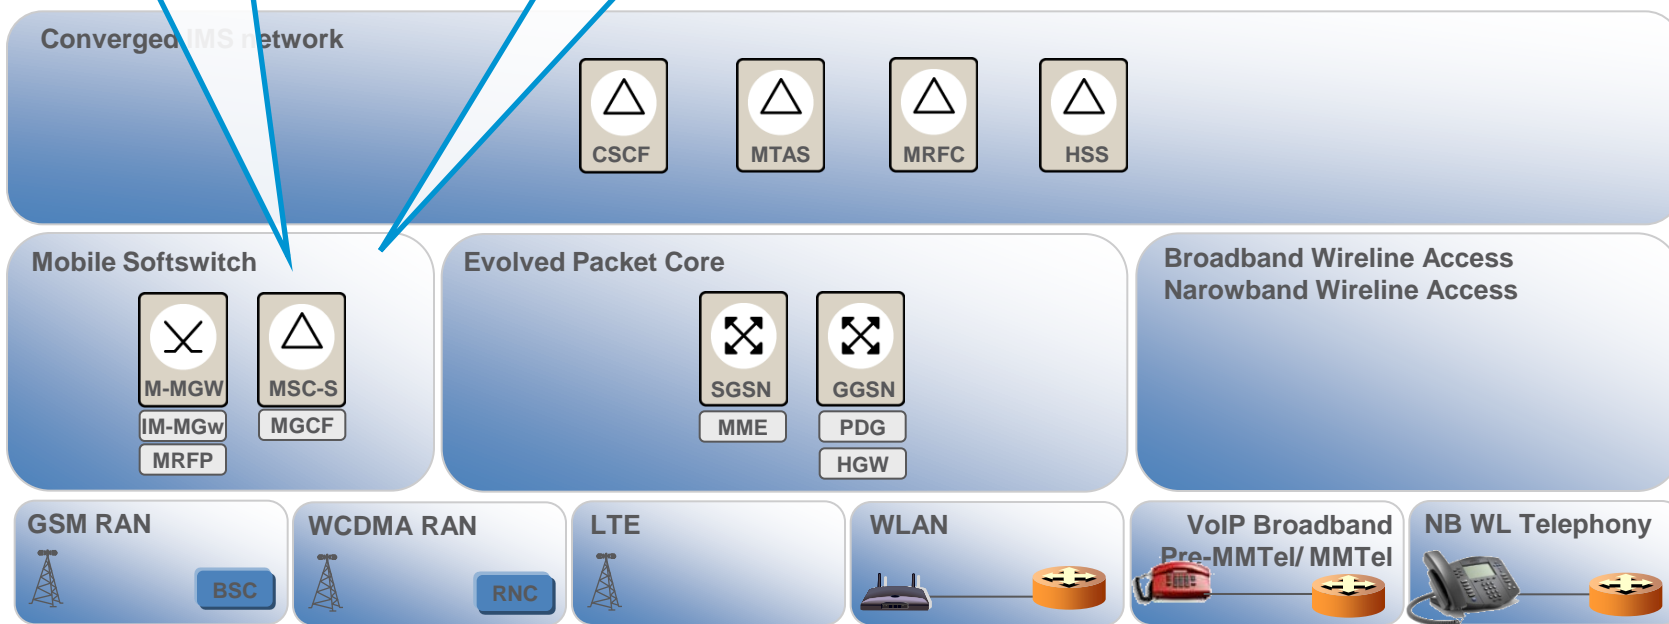 Converged IMS network
CSCF
MTAS
MRFC
HSS
Mobile Softswitch
M-MGW
MSC-S
IM-MGw
MGCF
MRFP
Evolved Packet Core
SGSN
GGSN
MME
PDG
HGW
Broadband Wireline Access
Narowband Wireline Access
GSM RAN
BSC
WCDMA RAN
RNC
LTE
WLAN
VoIP Broadband
Pre-MMTel/ MMTel
NB WL Telephony